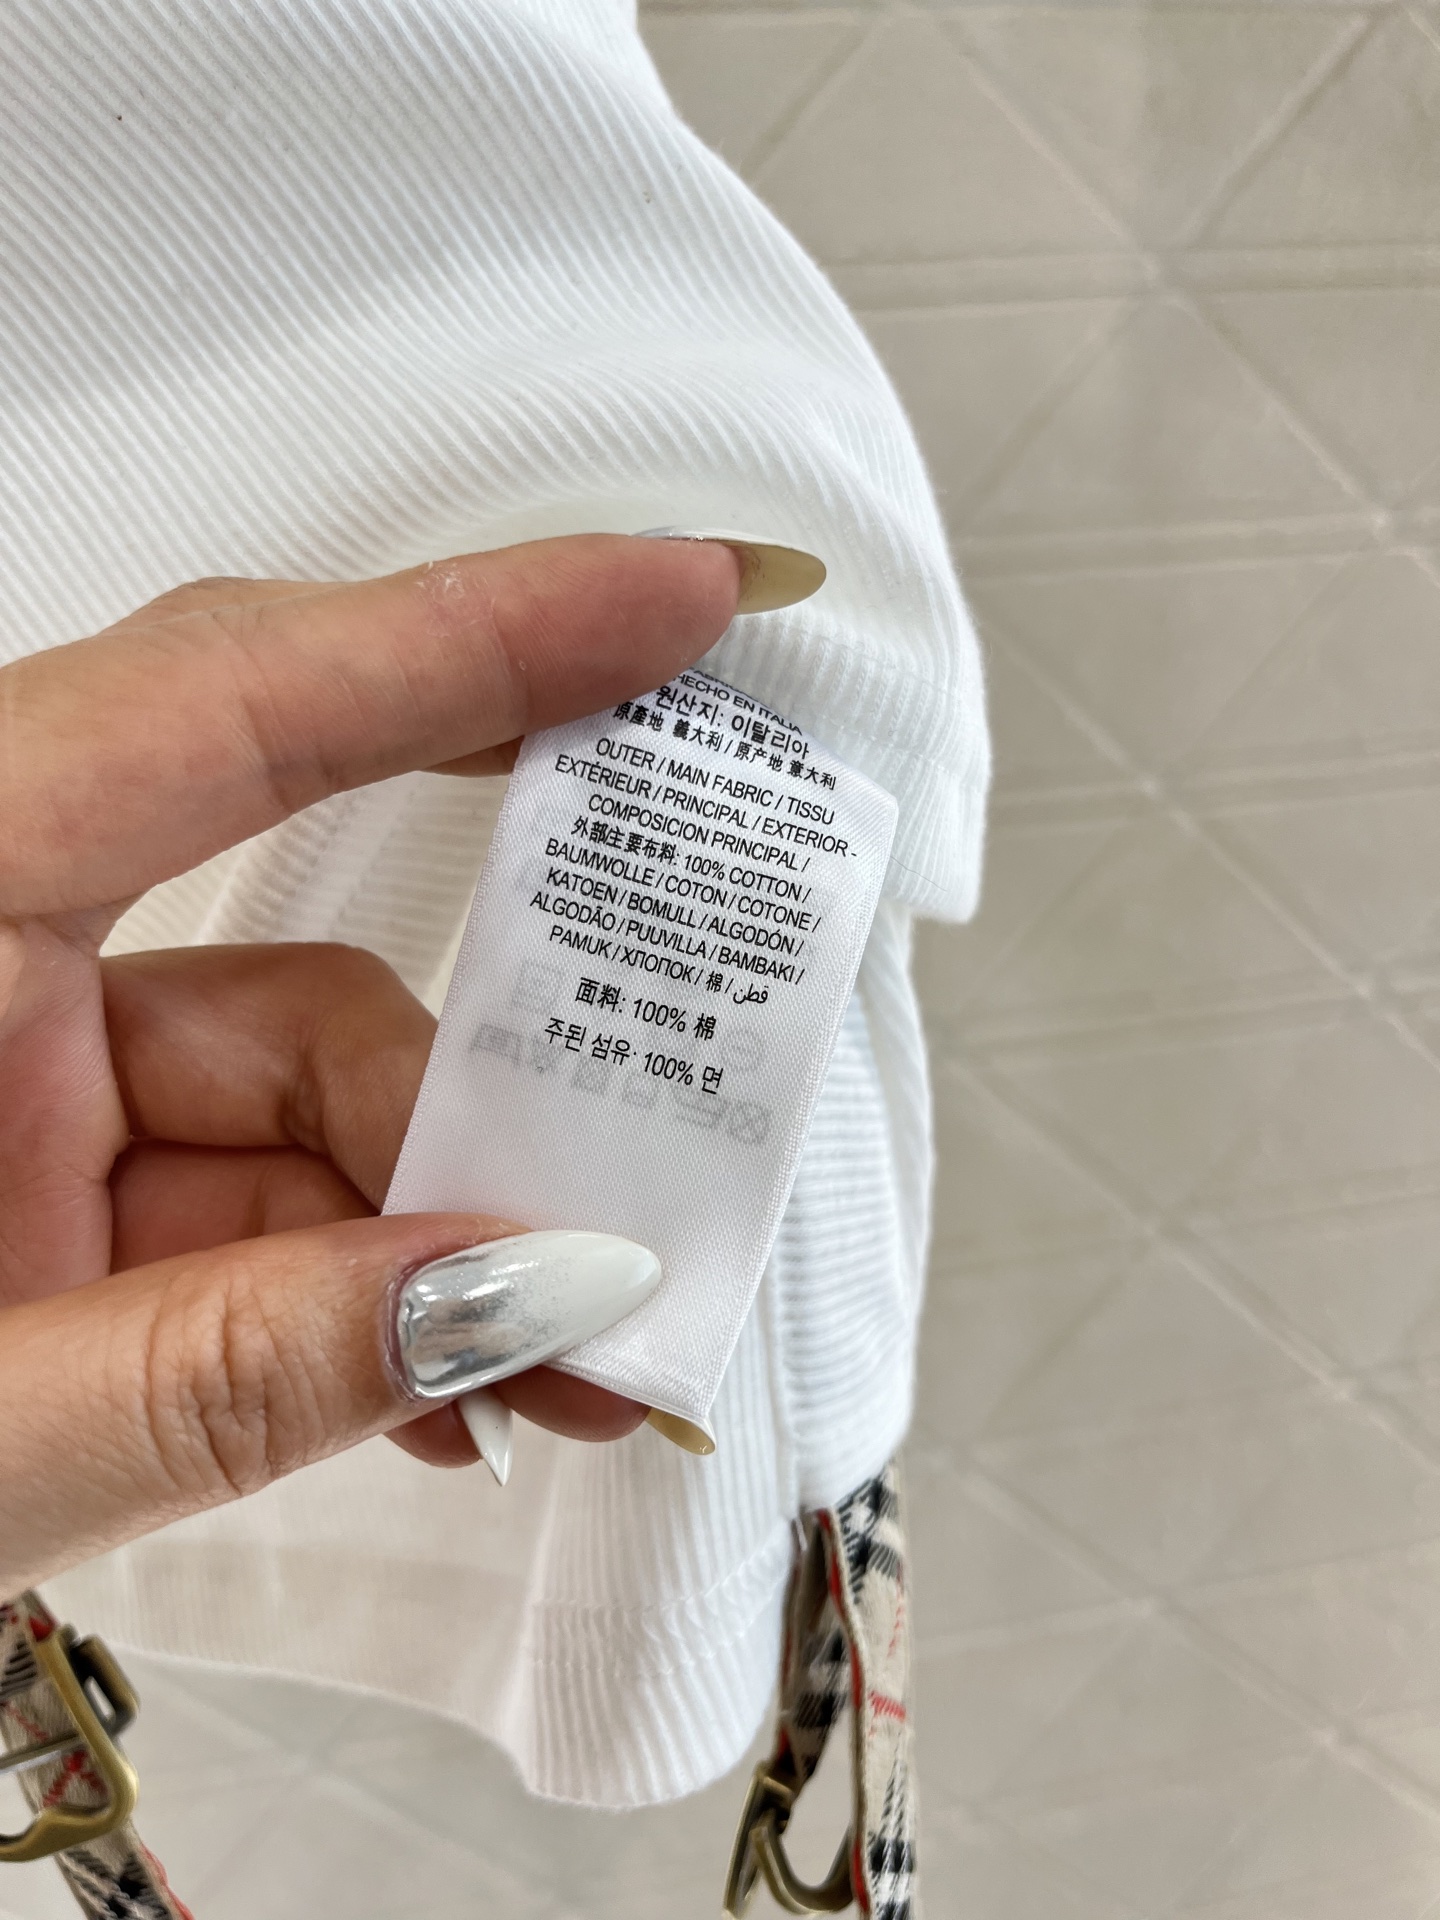 HECHO EN ITALIA
원산지: 이탈리아
原產地 義大利 / 原产地 意大利
OUTER / MAIN FABRIC / TISSU
EXTÉRIEUR / PRINCIPAL / EXTERIOR -
COMPOSICION PRINCIPAL /
外部主要布料: 100% COTTON /
BAUMWOLLE / COTON / COTONE /
KATOEN / BOMULL / ALGODÓN /
ALGODÃO / PUUVILLA / BAMBAKI /
PAMUK / ХЛОПОК / 棉 / قطن
面料: 100% 棉
주된 섬유: 100% 면